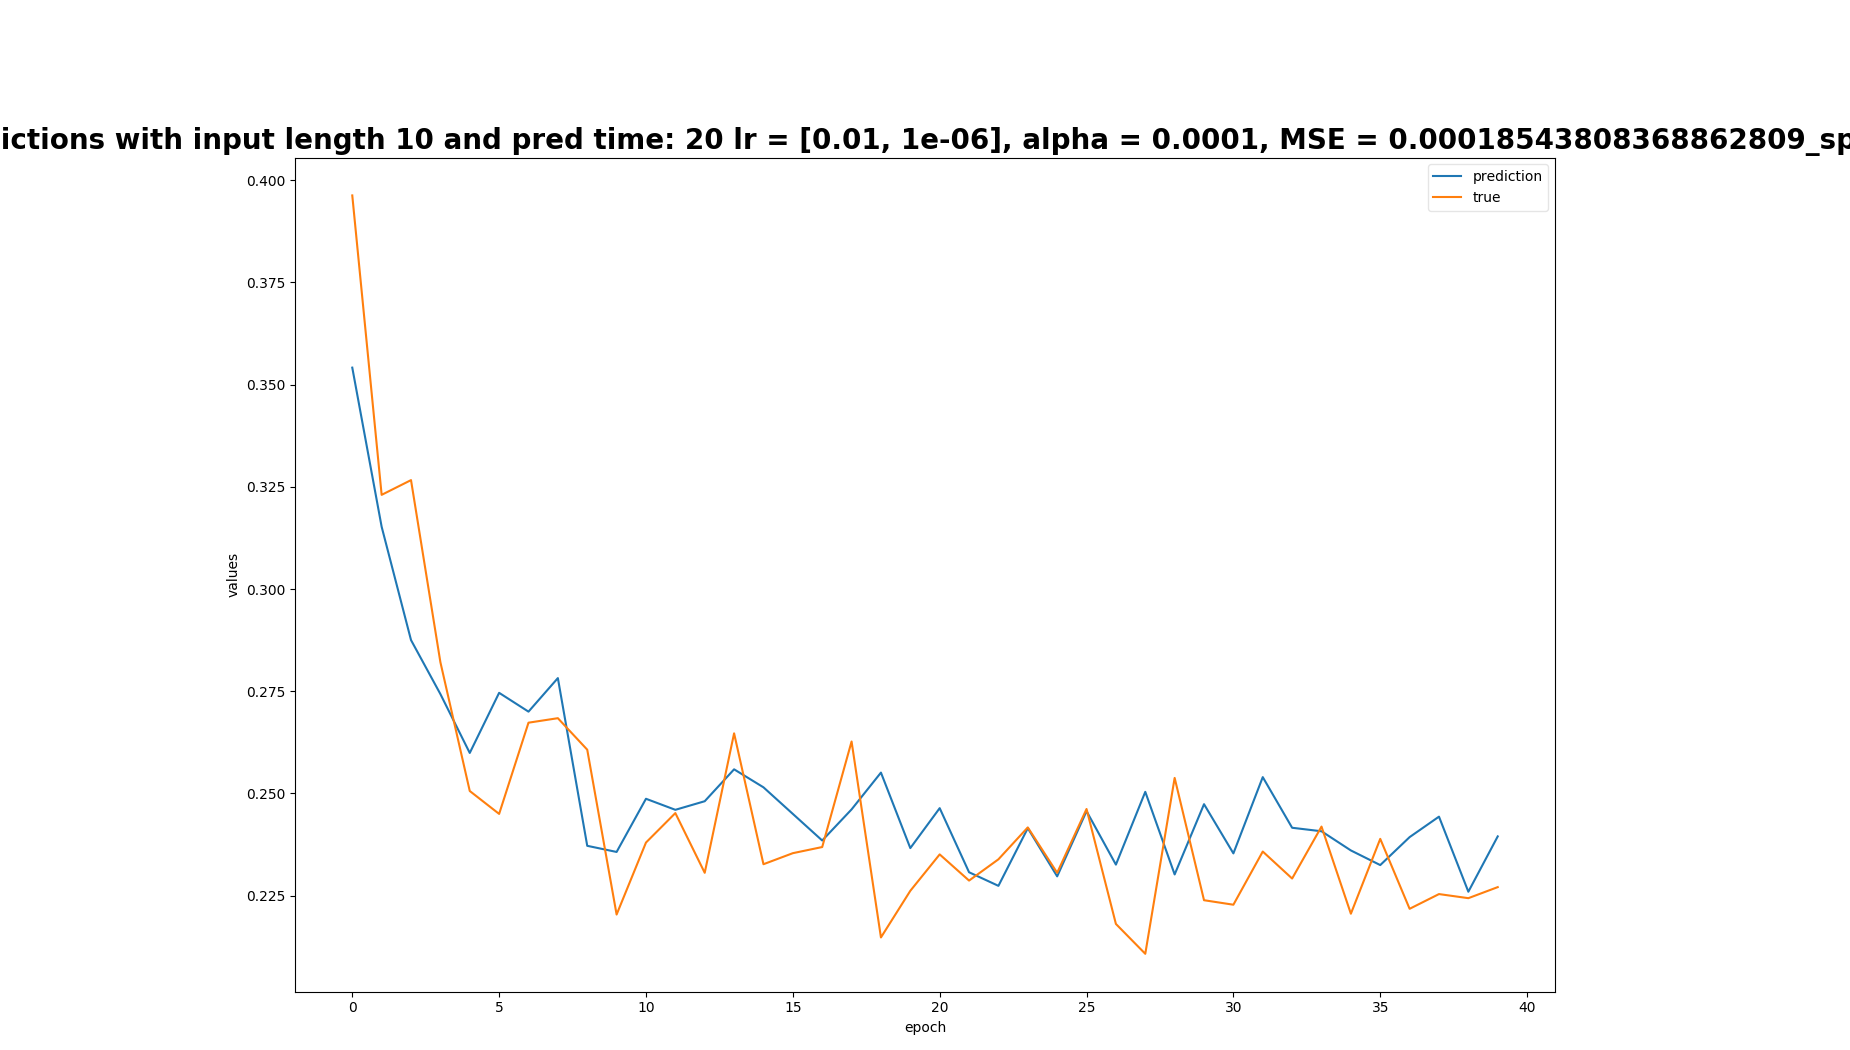 ictions with input length 10 and pred time: 20 lr = [0.01, 1e-06], alpha = 0.0001, MSE = 0.00018543808368862809_sp
prediction
true
0.400
0.375
0.350
0.325
0.300
0.275
0.250
0.225
values
0 5 10 15 20 25 30 35 40
epoch